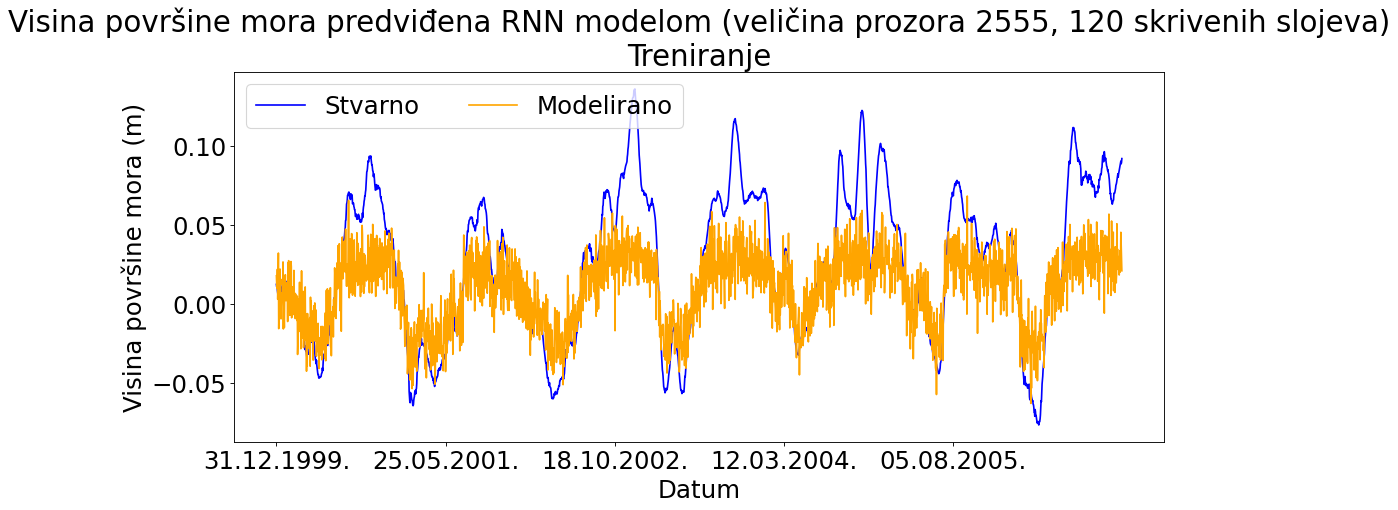 Visina površine mora predviđena RNN modelom (veličina prozora 2555, 120 skrivenih slojeva)
Treniranje
Stvarno
Modelirano
Visina površine mora (m)
0.10
0.05
0.00
−0.05
31.12.1999.
25.05.2001.
18.10.2002.
12.03.2004.
05.08.2005.
Datum